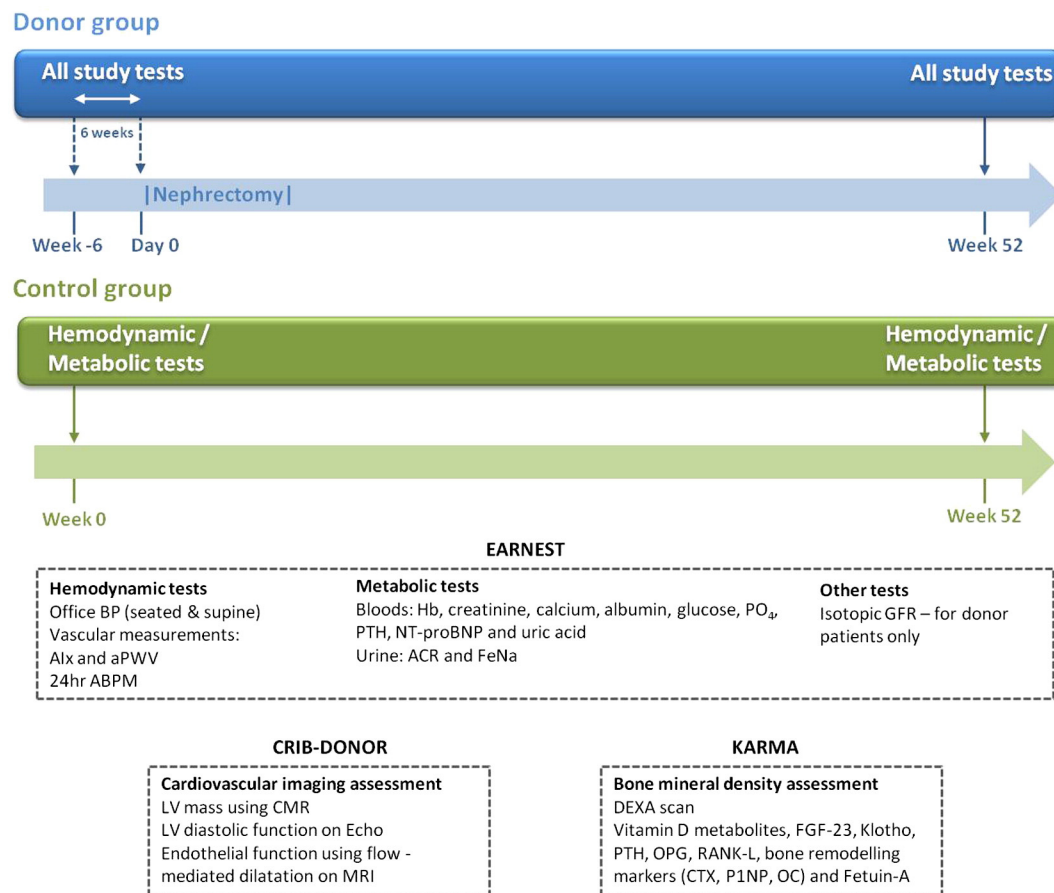 Donor group
All study tests
All study tests
6 weeks
|Nephrectomy|
Week -6
Day 0
Week 52
Control group
Hemodynamic /
Metabolic tests
Hemodynamic /
Metabolic tests
Week 0
Week 52
EARNEST
Hemodynamic tests
Office BP (seated & supine)
Vascular measurements:
AIx and aPWV
24hr ABPM
Metabolic tests
Bloods: Hb, creatinine, calcium, albumin, glucose, PO₄,
PTH, NT-proBNP and uric acid
Urine: ACR and FeNa
Other tests
Isotopic GFR – for donor
patients only
CRIB-DONOR
Cardiovascular imaging assessment
LV mass using CMR
LV diastolic function on Echo
Endothelial function using flow -
mediated dilatation on MRI
KARMA
Bone mineral density assessment
DEXA scan
Vitamin D metabolites, FGF-23, Klotho,
PTH, OPG, RANK-L, bone remodelling
markers (CTX, P1NP, OC) and Fetuin-A